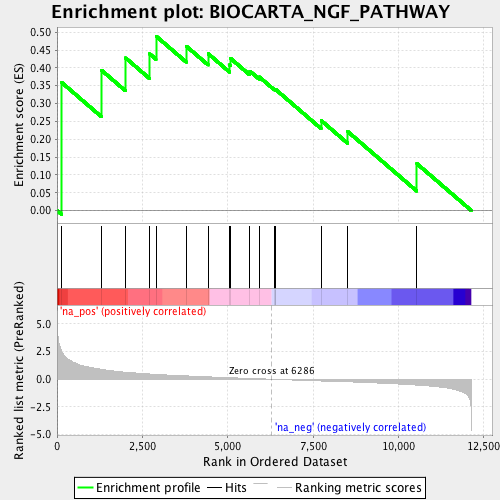 Enrichment plot: BIOCARTA_NGF_PATHWAY
Enrichment score (ES)
0.50
0.45
0.40
0.35
0.30
0.25
0.20
0.15
0.10
0.05
0.00
'na_pos' (positively correlated)
Ranked list metric (PreRanked)
5.0
2.5
0.0
-2.5
-5.0
Zero cross at 6286
'na_neg' (negatively correlated)
0
2,500
5,000
7,500
10,000
12,500
Rank in Ordered Dataset
Enrichment profile
Hits
Ranking metric scores